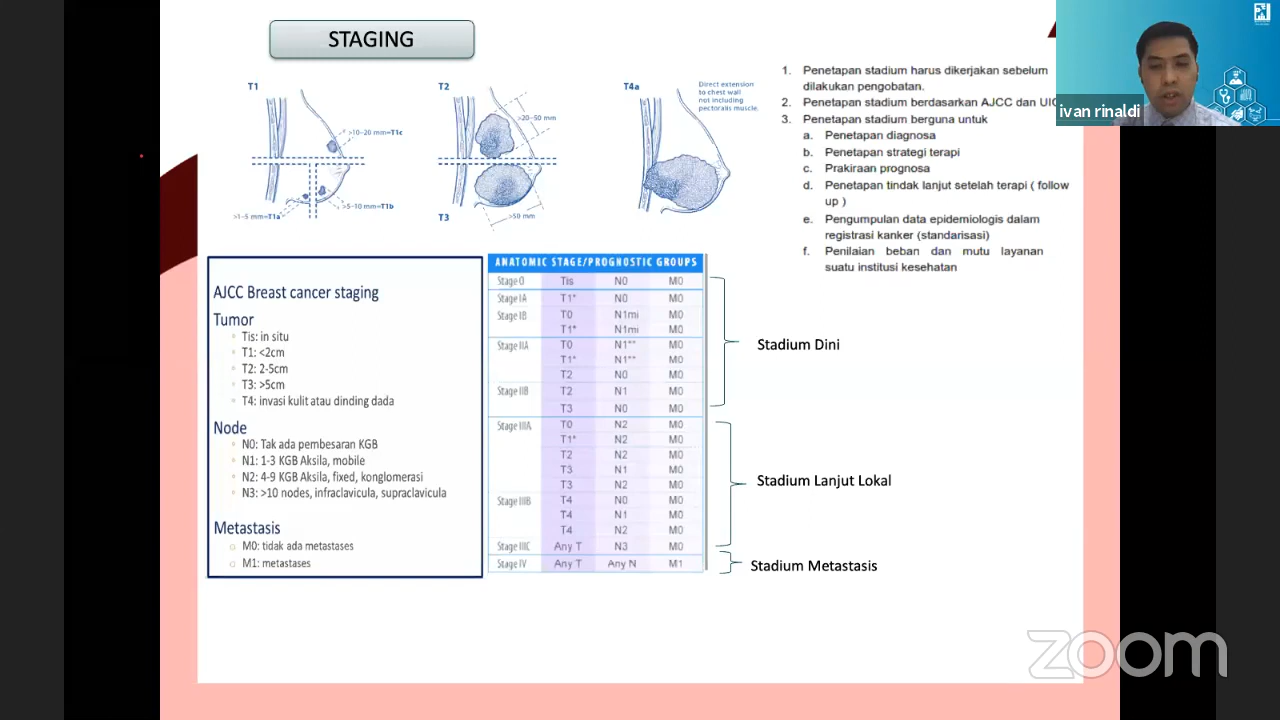 STAGING
T1
>10-20 mm=T1c
>5-10 mm=T1b
>1-5 mm=T1a
T2
>20-50 mm
T3
>50 mm
T4a
Direct extension
to chest wall
not including
pectoralis muscle.
1. Penetapan stadium harus dikerjakan sebelum
dilakukan pengobatan.
2. Penetapan stadium berdasarkan AJCC dan UIC
3. Penetapan stadium berguna untuk
a. Penetapan diagnosa
b. Penetapan strategi terapi
c. Prakiraan prognosa
d. Penetapan tindak lanjut setelah terapi ( follow
up )
e. Pengumpulan data epidemiologis dalam
registrasi kanker (standarisasi)
f. Penilaian beban dan mutu layanan
suatu institusi kesehatan
ivan rinaldi
AJCC Breast cancer staging
Tumor
Tis: in situ
T1: <2cm
T2: 2-5cm
T3: >5cm
T4: invasi kulit atau dinding dada
Node
N0: Tak ada pembesaran KGB
N1: 1-3 KGB Aksila, mobile
N2: 4-9 KGB Aksila, fixed, konglomerasi
N3: >10 nodes, infraclavicula, supraclavicula
Metastasis
M0: tidak ada metastases
M1: metastases
ANATOMIC STAGE/PROGNOSTIC GROUPS
Stage 0 Tis N0 M0
Stage IA T1* N0 M0
Stage IB T0 N1mi M0
T1* N1mi M0
Stage IIA T0 N1** M0
T1* N1** M0
T2 N0 M0
Stage IIB T2 N1 M0
T3 N0 M0
Stage IIIA T0 N2 M0
T1* N2 M0
T2 N2 M0
T3 N1 M0
T3 N2 M0
Stage IIIB T4 N0 M0
T4 N1 M0
T4 N2 M0
Stage IIIC Any T N3 M0
Stage IV Any T Any N M1
Stadium Dini
Stadium Lanjut Lokal
Stadium Metastasis
zoom